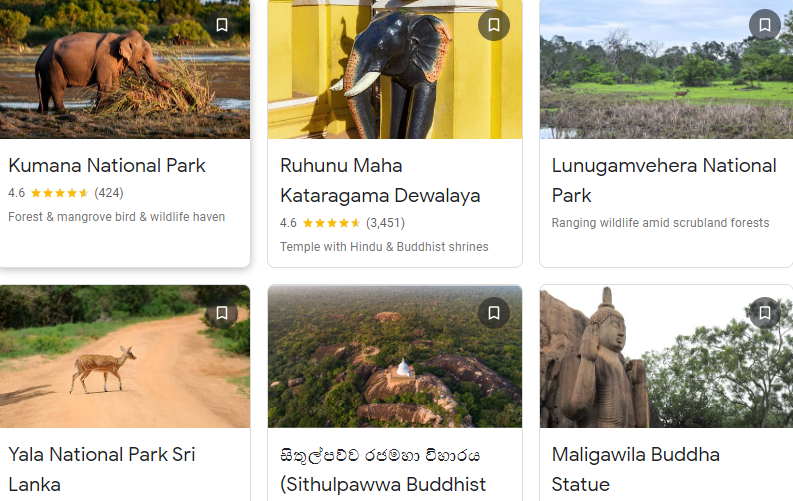 Kumana National Park
4.6 (424)
Forest & mangrove bird & wildlife haven
Ruhunu Maha
Kataragama Dewalaya
4.6 (3,451)
Temple with Hindu & Buddhist shrines
Lunugamvehera National
Park
Ranging wildlife amid scrubland forests
Yala National Park Sri
Lanka
සිතුල්පව්ව රජමහා විහාරය
(Sithulpawwa Buddhist
Maligawila Buddha
Statue